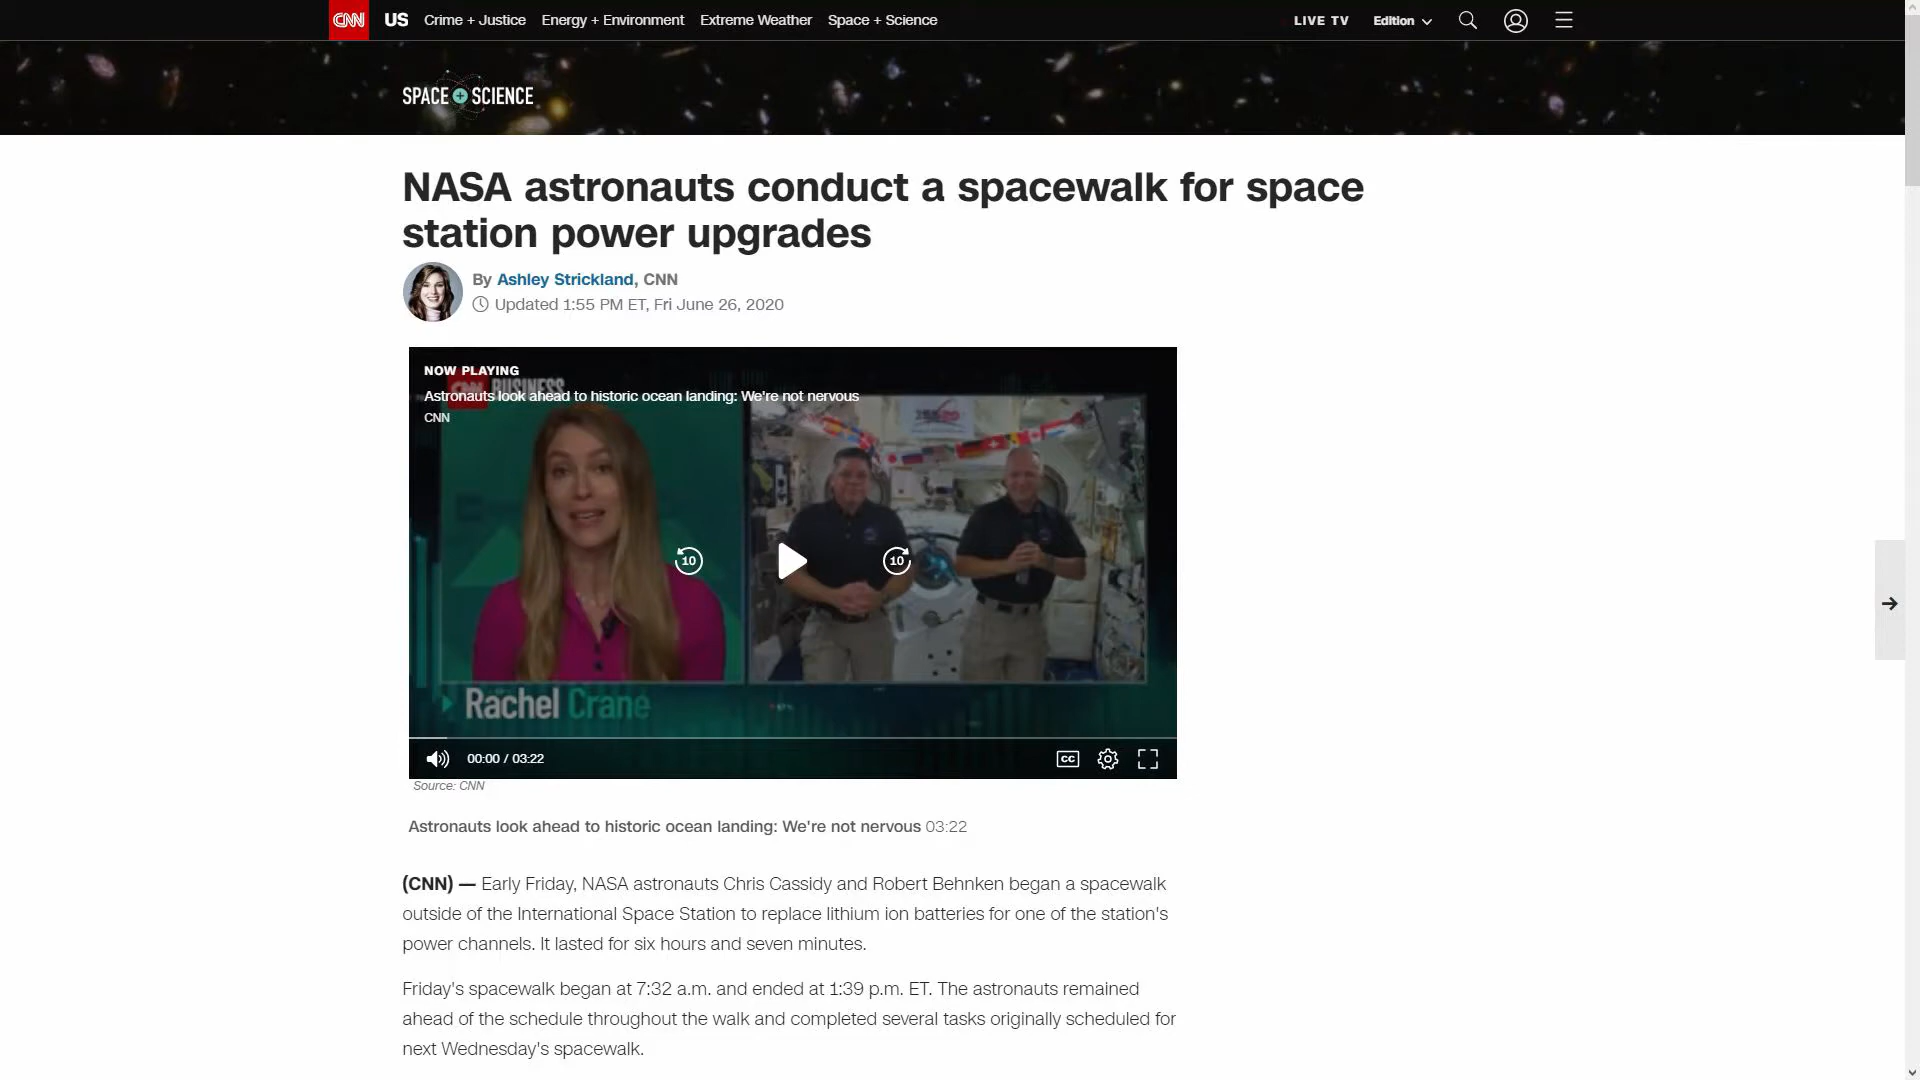 CNN US Crime + Justice Energy + Environment Extreme Weather Space + Science LIVE TV Edition
SPACE + SCIENCE
NASA astronauts conduct a spacewalk for space
station power upgrades
By Ashley Strickland, CNN
Updated 1:55 PM ET, Fri June 26, 2020
NOW PLAYING
CNN BUSINESS
Astronauts look ahead to historic ocean landing: We're not nervous
CNN
10 10
Rachel Crane
00:00 / 03:22 CC
Source: CNN
Astronauts look ahead to historic ocean landing: We're not nervous 03:22
(CNN) — Early Friday, NASA astronauts Chris Cassidy and Robert Behnken began a spacewalk
outside of the International Space Station to replace lithium ion batteries for one of the station's
power channels. It lasted for six hours and seven minutes.
Friday's spacewalk began at 7:32 a.m. and ended at 1:39 p.m. ET. The astronauts remained
ahead of the schedule throughout the walk and completed several tasks originally scheduled for
next Wednesday's spacewalk.